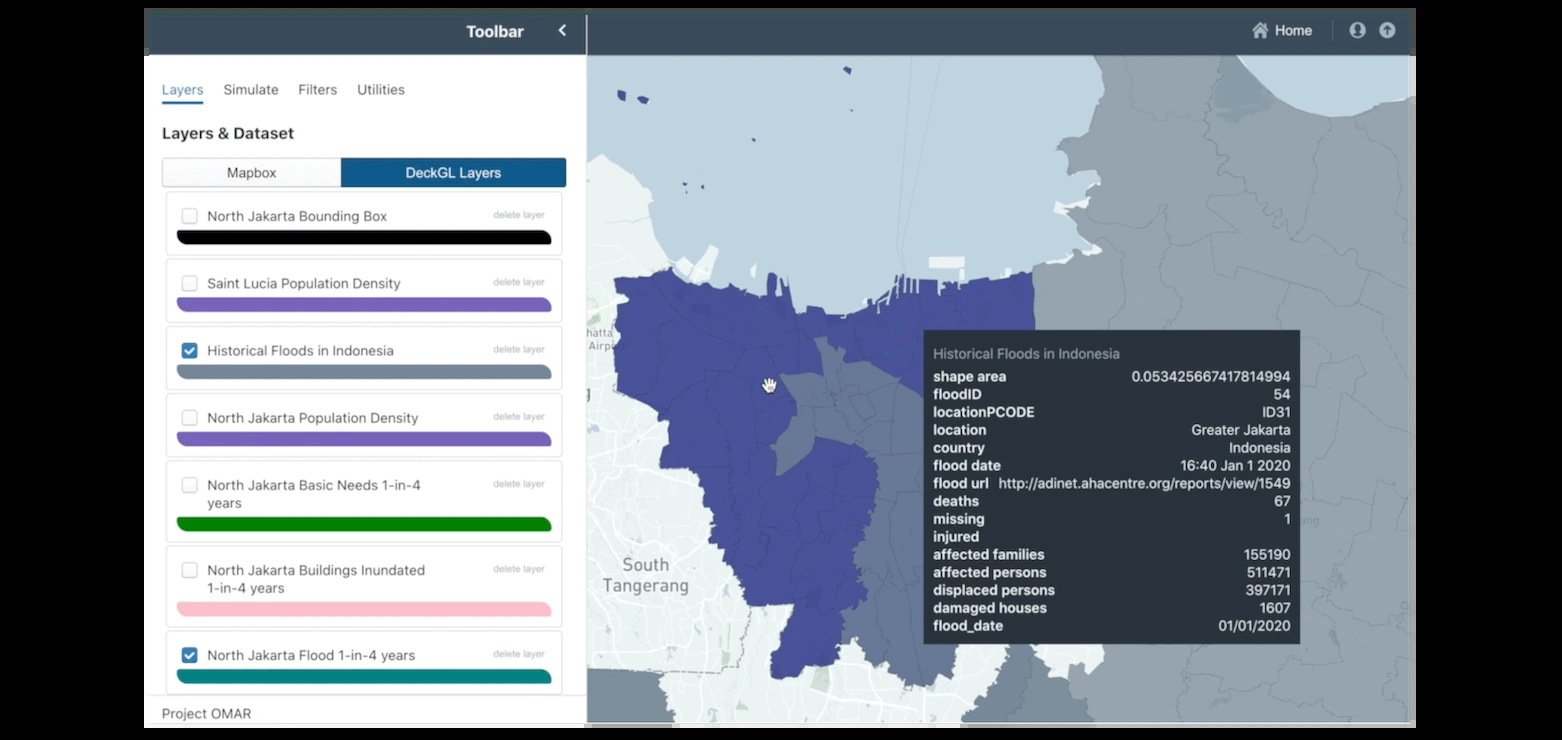 Toolbar
Home
Layers Simulate Filters Utilities
Layers & Dataset
Mapbox DeckGL Layers
North Jakarta Bounding Box delete layer
Saint Lucia Population Density delete layer
Historical Floods in Indonesia delete layer
North Jakarta Population Density delete layer
North Jakarta Basic Needs 1-in-4 delete layer
years
North Jakarta Buildings Inundated delete layer
1-in-4 years
North Jakarta Flood 1-in-4 years delete layer
Project OMAR
South
Tangerang
Historical Floods in Indonesia
shape area 0.053425667417814994
floodID 54
locationPCODE ID31
location Greater Jakarta
country Indonesia
flood date 16:40 Jan 1 2020
flood url http://adinet.ahacentre.org/reports/view/1549
deaths 67
missing 1
injured
affected families 155190
affected persons 511471
displaced persons 397171
damaged houses 1607
flood_date 01/01/2020